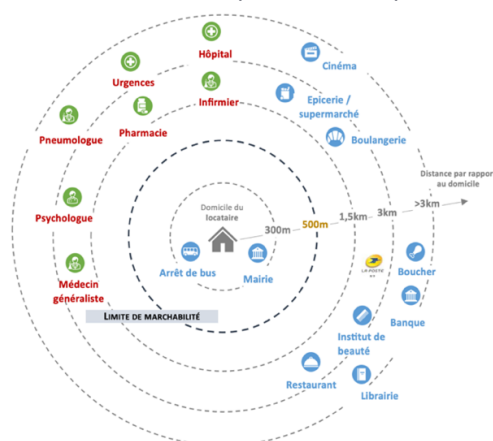 Hôpital
Cinéma
Urgences
Infirmier
Epicerie /
supermarché
Pharmacie
Boulangerie
Pneumologue
Distance par rappor
au domicile
>3km
3km
1,5km
500m
300m
Domicile du
locataire
Psychologue
Arrêt de bus
Mairie
LA POSTE
Boucher
Médecin
généraliste
Banque
LIMITE DE MARCHABILITÉ
Institut de
beauté
Restaurant
Librairie